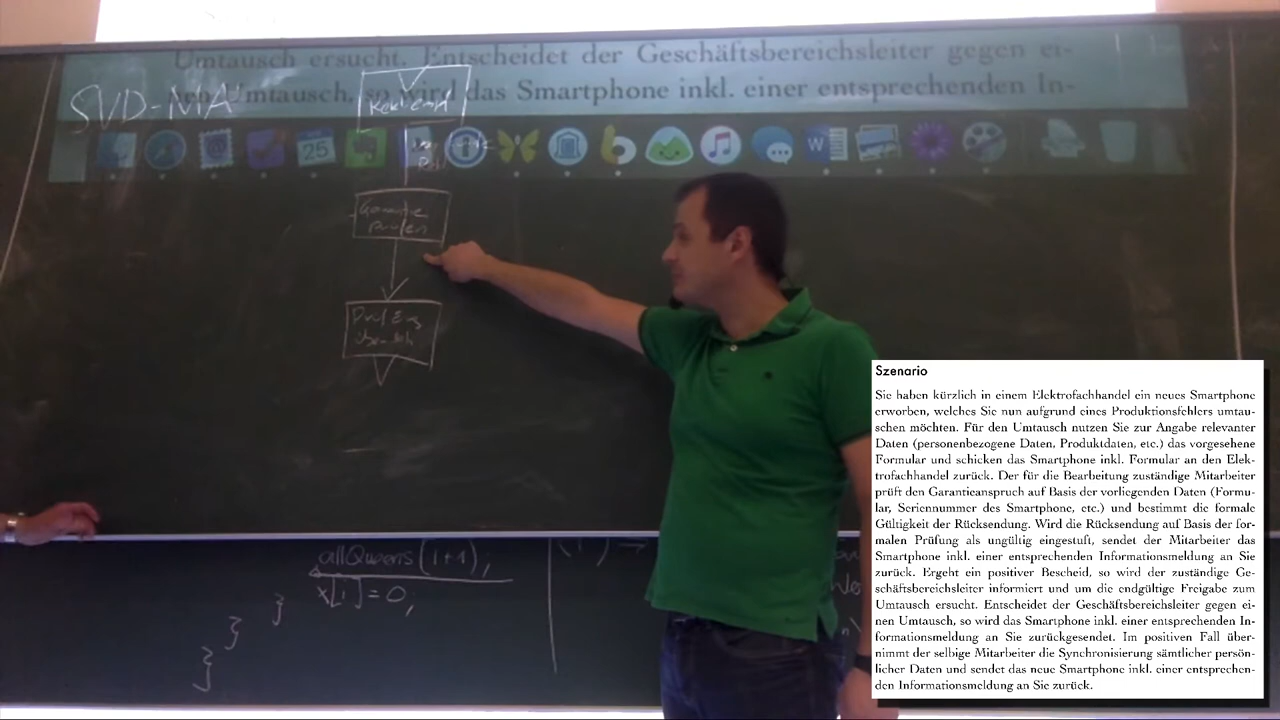 Umtausch ersucht. Entscheidet der Geschäftsbereichsleiter gegen ei-
nen Umtausch, so wird das Smartphone inkl. einer entsprechenden In-
SVD-MA
25
W
Garantie
prüfen
allQueens(i+1);
x[i]=0;
}
}
}
Szenario
Sie haben kürzlich in einem Elektrofachhandel ein neues Smartphone
erworben, welches Sie nun aufgrund eines Produktionsfehlers umtau-
schen möchten. Für den Umtausch nutzen Sie zur Angabe relevanter
Daten (personenbezogene Daten, Produktdaten, etc.) das vorgesehene
Formular und schicken das Smartphone inkl. Formular an den Elek-
trofachhandel zurück. Der für die Bearbeitung zuständige Mitarbeiter
prüft den Garantieanspruch auf Basis der vorliegenden Daten (Formu-
lar, Seriennummer des Smartphone, etc.) und bestimmt die formale
Gültigkeit der Rücksendung. Wird die Rücksendung auf Basis der for-
malen Prüfung als ungültig eingestuft, sendet der Mitarbeiter das
Smartphone inkl. einer entsprechenden Informationsmeldung an Sie
zurück. Ergeht ein positiver Bescheid, so wird der zuständige Ge-
schäftsbereichsleiter informiert und um die endgültige Freigabe zum
Umtausch ersucht. Entscheidet der Geschäftsbereichsleiter gegen ei-
nen Umtausch, so wird das Smartphone inkl. einer entsprechenden In-
formationsmeldung an Sie zurückgesendet. Im positiven Fall über-
nimmt der selbige Mitarbeiter die Synchronisierung sämtlicher persön-
licher Daten und sendet das neue Smartphone inkl. einer entsprechen-
den Informationsmeldung an Sie zurück.